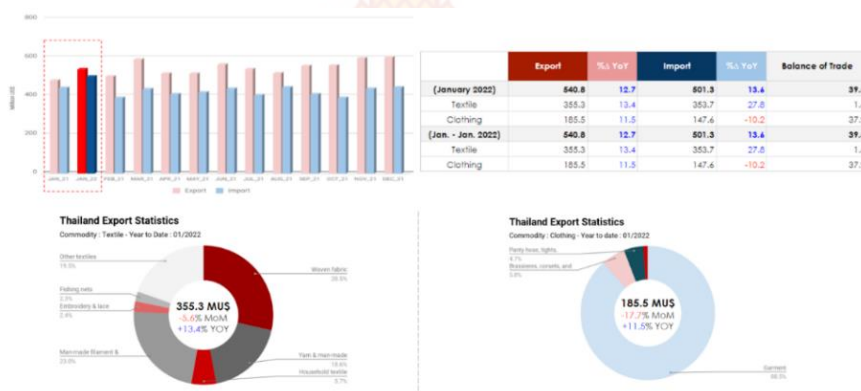 800
600
400
200
0
JAN_21 JAN_22 FEB_21 MAR_21 APR_21 MAY_21 JUN_21 JUL_21 AUG_21 SEP_21 OCT_21 NOV_21 DEC_21
Export Import
Export %Δ YoY Import %Δ YoY Balance of Trade
(January 2022) 540.8 12.7 501.3 13.6 39.
Textile 355.3 13.4 353.7 27.8 1.
Clothing 185.5 11.5 147.6 -10.2 37.
(Jan. - Jan. 2022) 540.8 12.7 501.3 13.6 39.
Textile 355.3 13.4 353.7 27.8 1.
Clothing 185.5 11.5 147.6 -10.2 37.
Thailand Export Statistics
Commodity : Textile - Year to Date : 01/2022
Other textiles
Fishing nets
Embroidery & lace
2.4%
Man-made filament &
Woven fabric
Yarn & man-made
Household textile
5.7%
355.3 MU$
-5.6% MoM
+13.4% YOY
Thailand Export Statistics
Commodity : Clothing - Year to date : 01/2022
Panty hose, tights,
4.7%
Brassieres, corsets, and
Garment
185.5 MU$
-17.7% MoM
+11.5% YOY